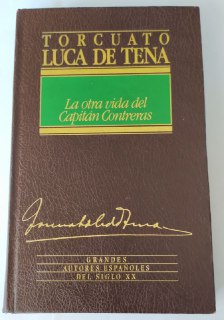 TORCUATO
LUCA DE TENA
La otra vida del
Capitán Contreras
GRANDES
AUTORES ESPAÑOLES
DEL SIGLO XX